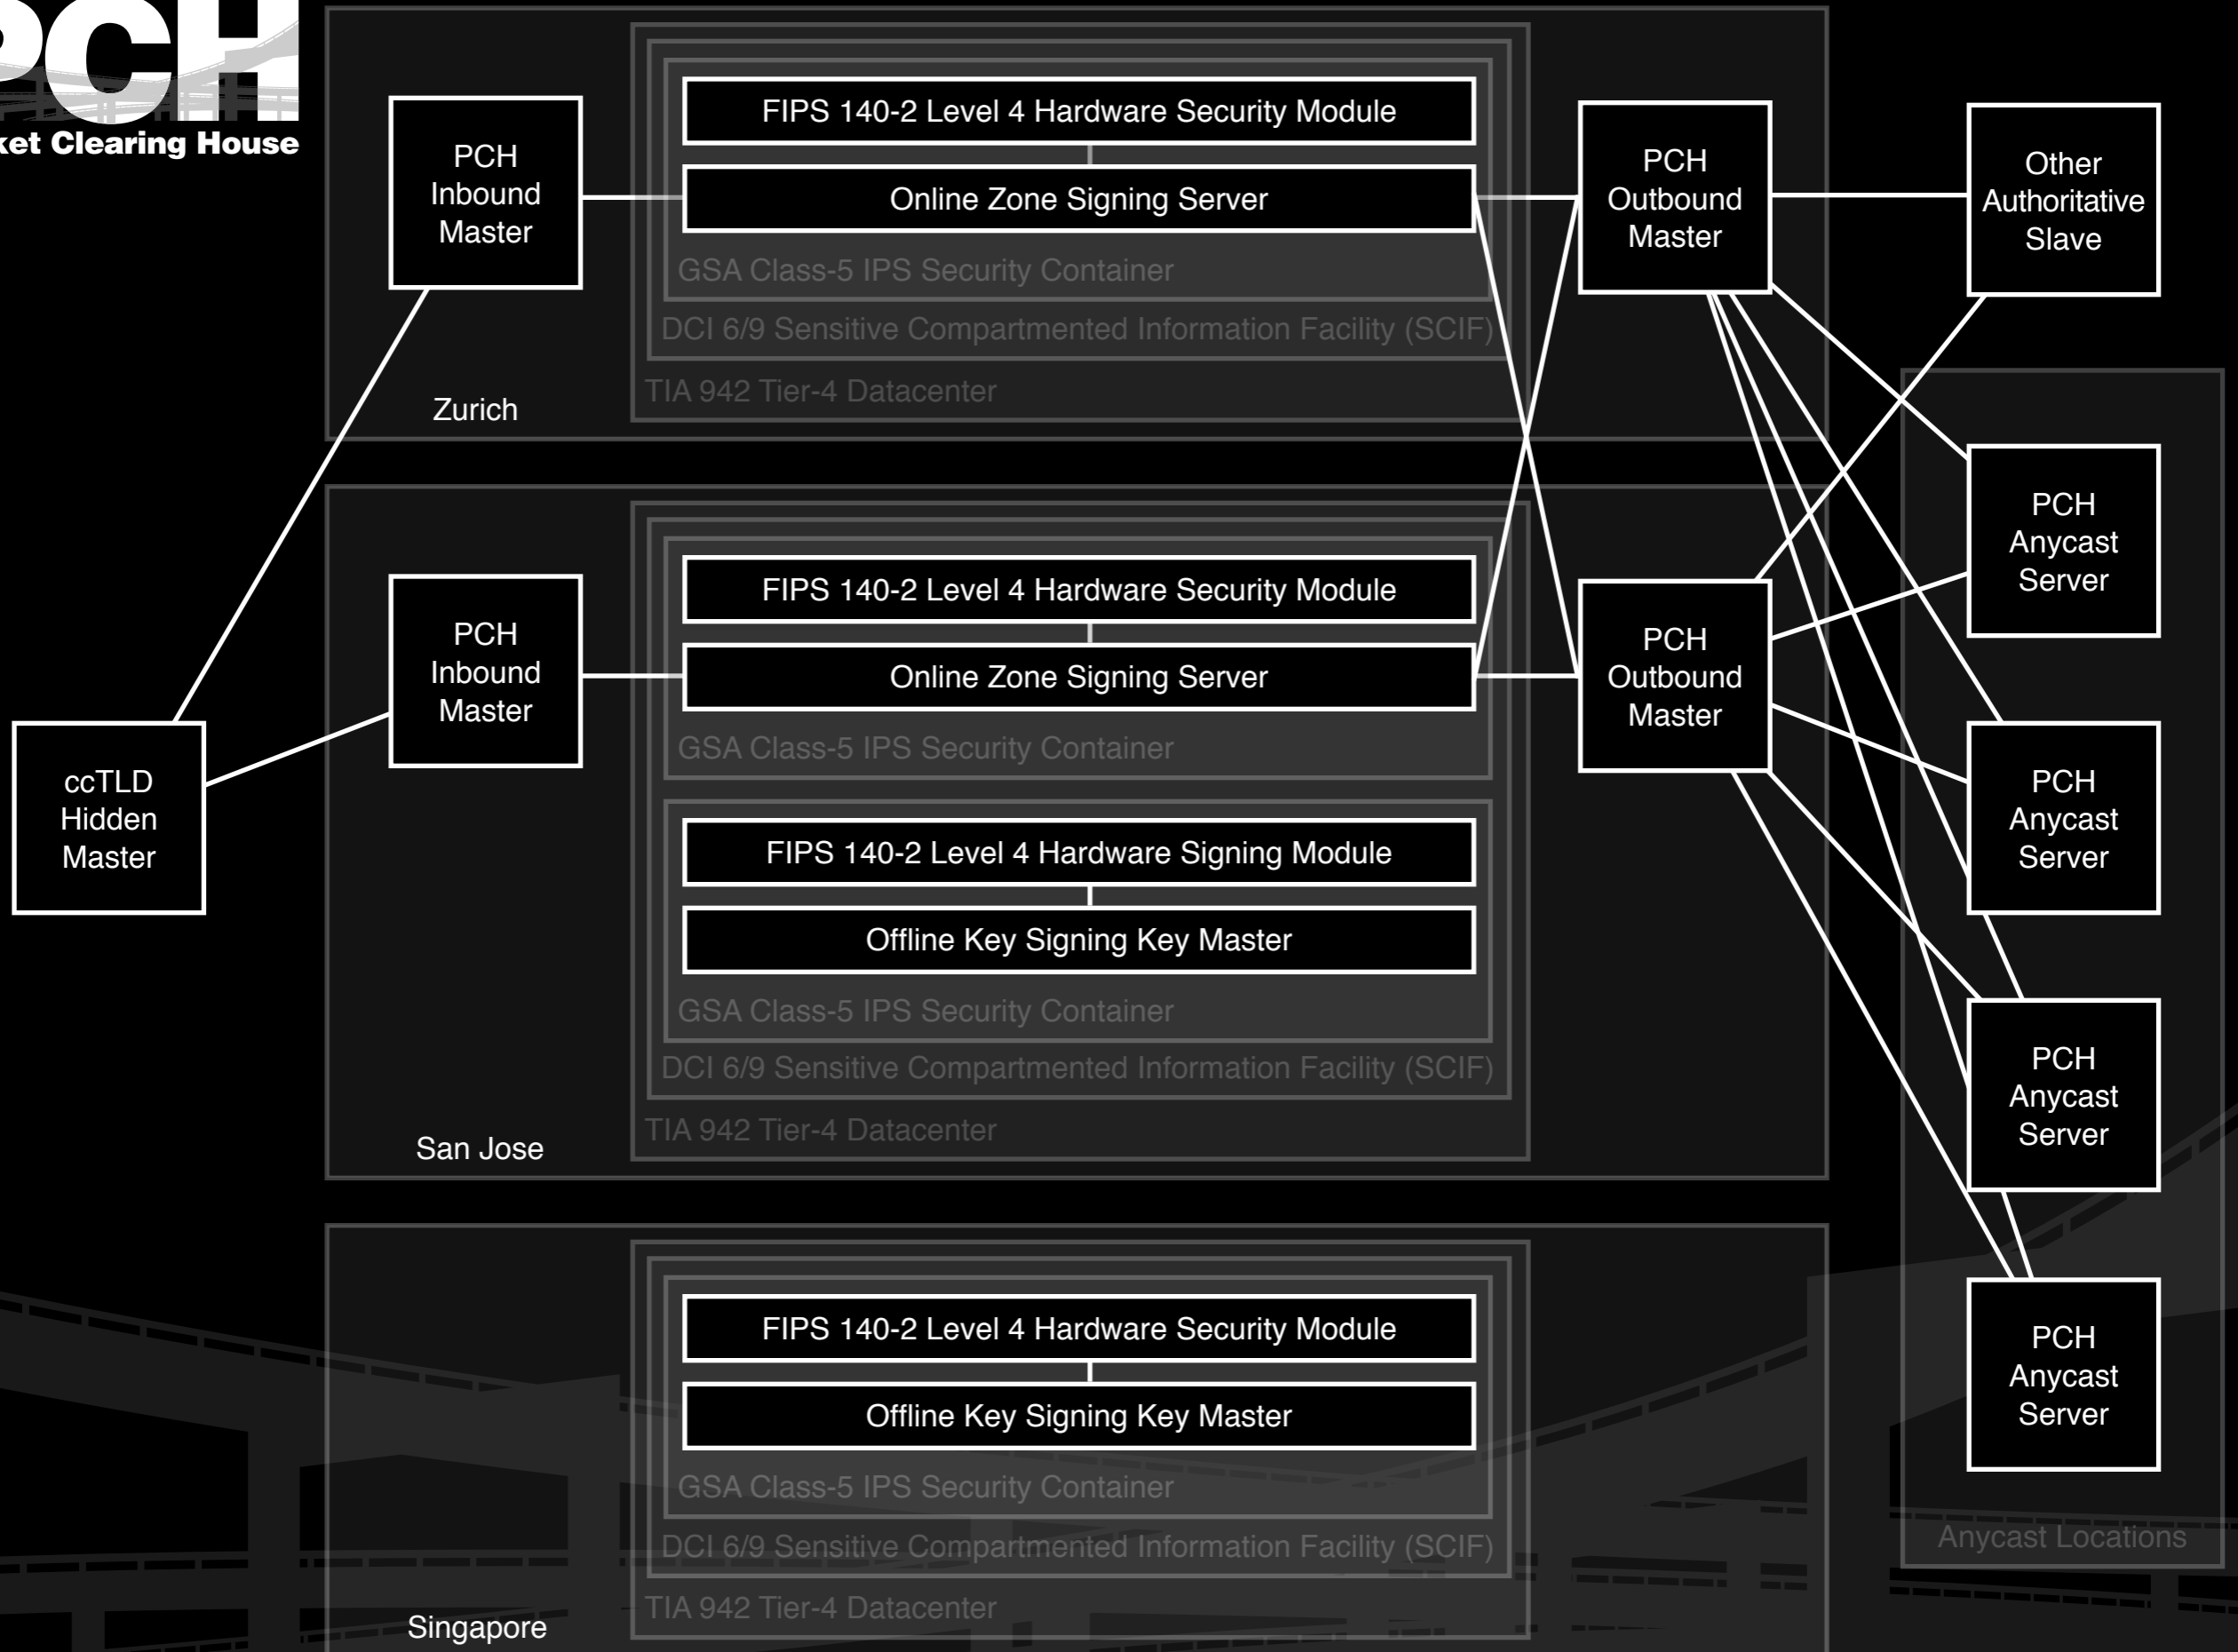 PCH
ket Clearing House
PCH
Inbound
Master
FIPS 140-2 Level 4 Hardware Security Module
Online Zone Signing Server
GSA Class-5 IPS Security Container
DCI 6/9 Sensitive Compartmented Information Facility (SCIF)
TIA 942 Tier-4 Datacenter
Zurich
PCH
Outbound
Master
Other
Authoritative
Slave
ccTLD
Hidden
Master
PCH
Inbound
Master
FIPS 140-2 Level 4 Hardware Security Module
Online Zone Signing Server
GSA Class-5 IPS Security Container
FIPS 140-2 Level 4 Hardware Signing Module
Offline Key Signing Key Master
GSA Class-5 IPS Security Container
DCI 6/9 Sensitive Compartmented Information Facility (SCIF)
TIA 942 Tier-4 Datacenter
San Jose
PCH
Outbound
Master
PCH
Anycast
Server
PCH
Anycast
Server
PCH
Anycast
Server
PCH
Anycast
Server
Anycast Locations
FIPS 140-2 Level 4 Hardware Security Module
Offline Key Signing Key Master
GSA Class-5 IPS Security Container
DCI 6/9 Sensitive Compartmented Information Facility (SCIF)
TIA 942 Tier-4 Datacenter
Singapore